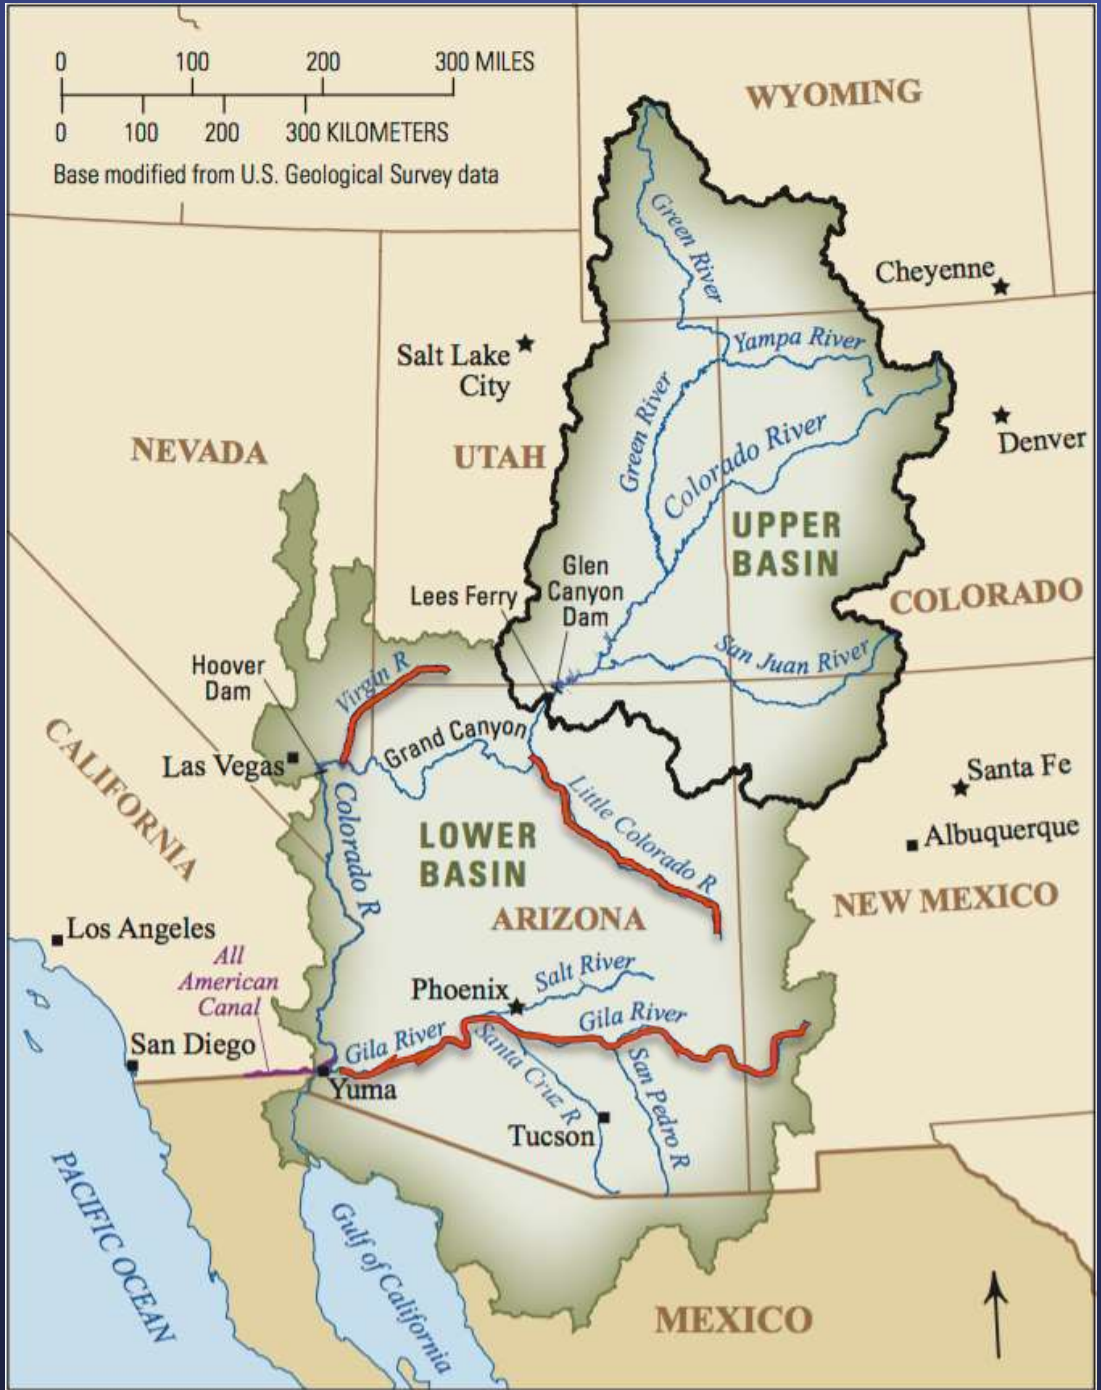 0 100 200 300 MILES
0 100 200 300 KILOMETERS
Base modified from U.S. Geological Survey data
WYOMING
Green River
Cheyenne
Salt Lake
City
Yampa River
Green River
Colorado River
Denver
NEVADA
UTAH
UPPER
BASIN
Glen
Canyon
Dam
Lees Ferry
COLORADO
San Juan River
Hoover
Dam
Virgin R
Grand Canyon
CALIFORNIA
Las Vegas
Santa Fe
Little Colorado R
Colorado R
LOWER
BASIN
Albuquerque
NEW MEXICO
ARIZONA
Los Angeles
All
American
Canal
Phoenix
Salt River
Gila River
Gila River
San Diego
Santa Cruz R
San Pedro R
Yuma
Tucson
PACIFIC OCEAN
Gulf of California
MEXICO